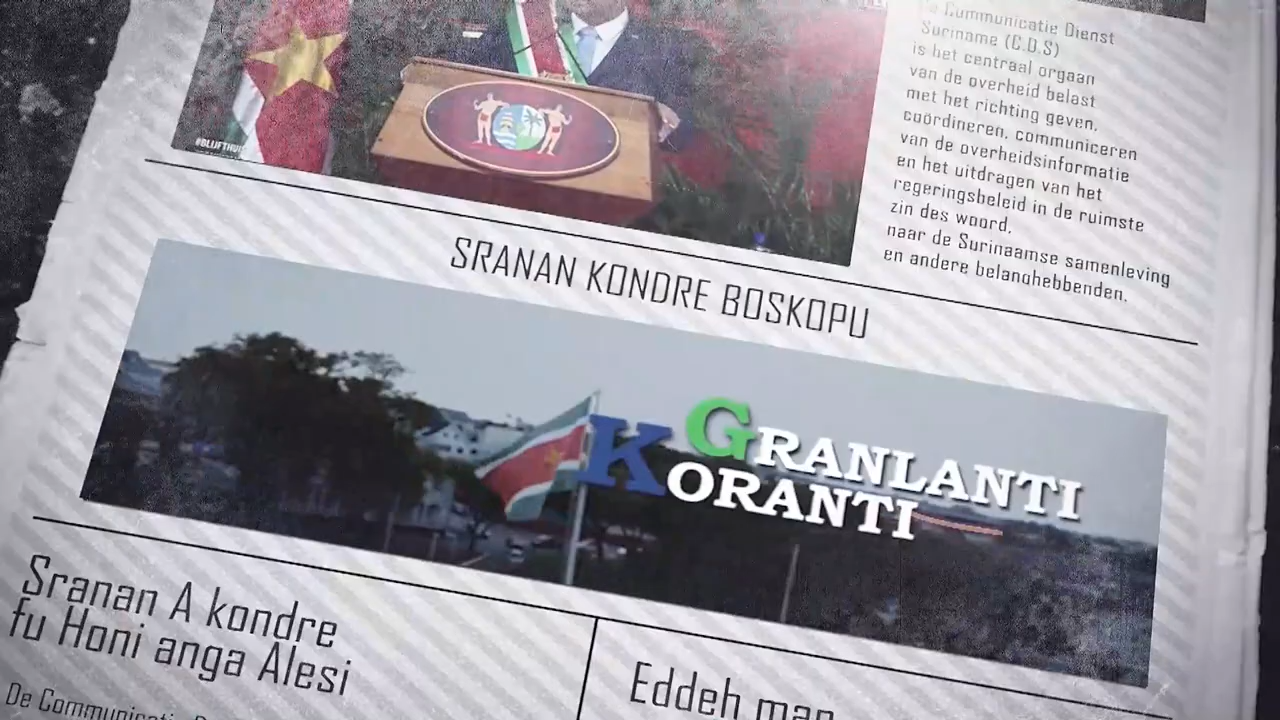 Communicatie Dienst
Suriname (C.D.S)
is het centraal orgaan
van de overheid belast
met het richting geven,
coördineren, communiceren
van de overheidsinformatie
en het uitdragen van het
regeringsbeleid in de ruimste
zin des woord,
naar de Surinaamse samenleving
en andere belanghebbenden.
SRANAN KONDRE BOSKOPU
GRANLANTI
KORANTI
Sranan A kondre
fu Honi anga Alesi
De Communicatie
Eddeh man